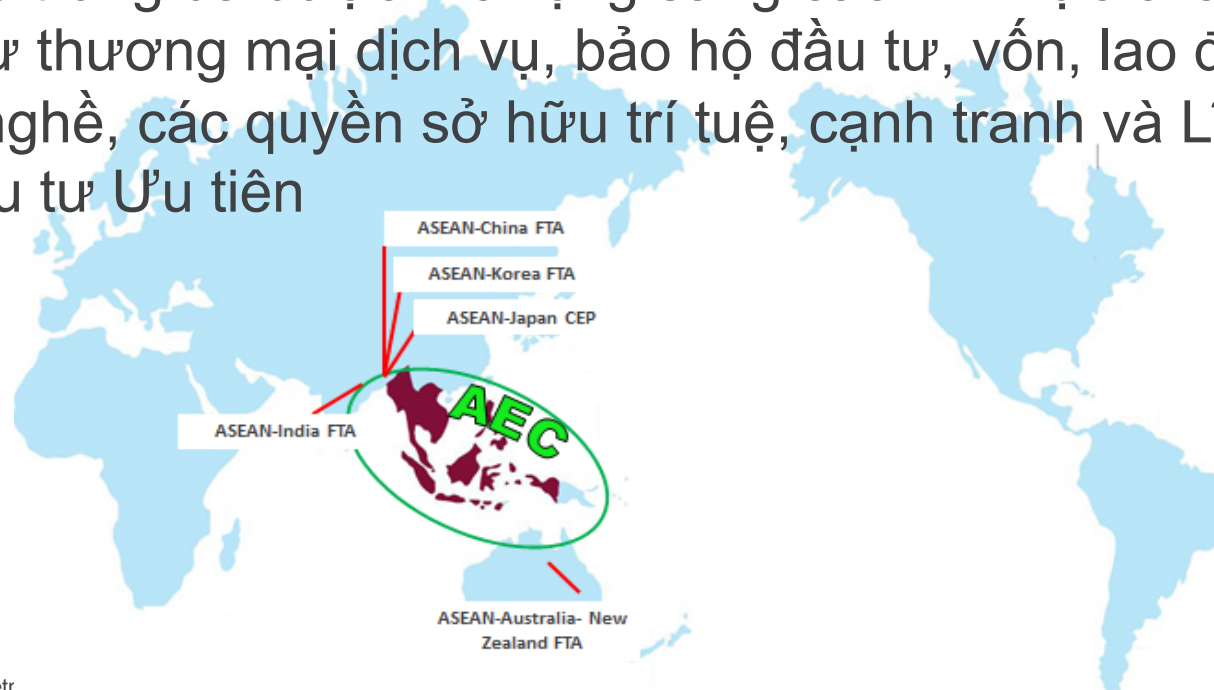 thương mại dịch vụ, bảo hộ đầu tư, vốn, lao
các quyền sở hữu trí tuệ, cạnh tranh và
tư Ưu tiên
ASEAN-China FTA
ASEAN-Korea FTA
ASEAN-Japan CEP
AEC
ASEAN-India FTA
ASEAN-Australia- New
Zealand FTA